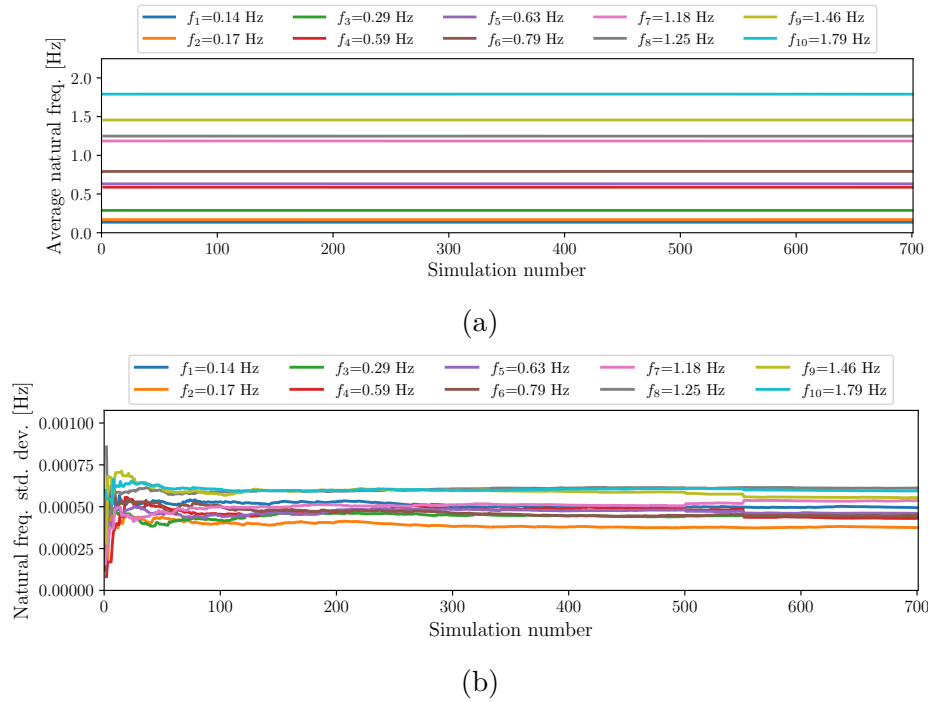 f1=0.14 Hz f3=0.29 Hz f5=0.63 Hz f7=1.18 Hz f9=1.46 Hz
f2=0.17 Hz f4=0.59 Hz f6=0.79 Hz f8=1.25 Hz f10=1.79 Hz
Average natural freq. [Hz]
2.0
1.5
1.0
0.5
0.0
0 100 200 300 400 500 600 700
Simulation number
(a)
f1=0.14 Hz f3=0.29 Hz f5=0.63 Hz f7=1.18 Hz f9=1.46 Hz
f2=0.17 Hz f4=0.59 Hz f6=0.79 Hz f8=1.25 Hz f10=1.79 Hz
Natural freq. std. dev. [Hz]
0.00100
0.00075
0.00050
0.00025
0.00000
0 100 200 300 400 500 600 700
Simulation number
(b)